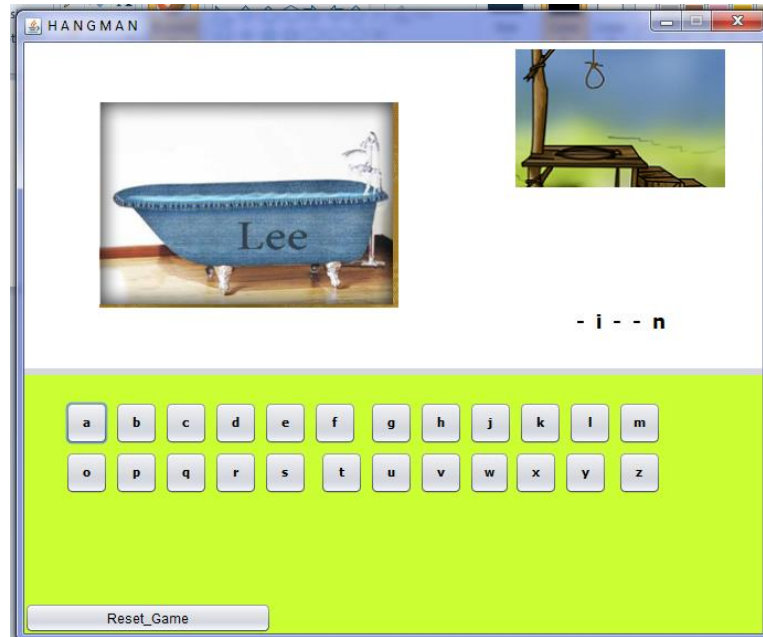 HANGMAN
Lee
- i - - n
a b c d e f g h j k l m
o p q r s t u v w x y z
Reset_Game